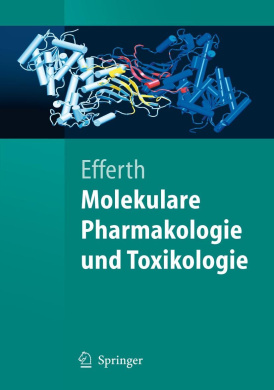 Efferth
Molekulare
Pharmakologie
und Toxikologie
Springer